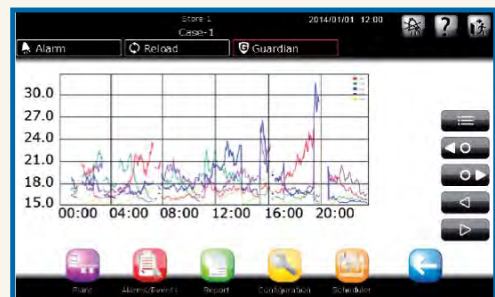 Store 1
2014/01/01 12:00
Case-1
Alarm
Reload
Guardian
?
30.0
27.0
24.0
21.0
18.0
15.0
00:00 04:00 08:00 12:00 16:00 20:00
Plant Alarms/Events Report Configuration Scheduler